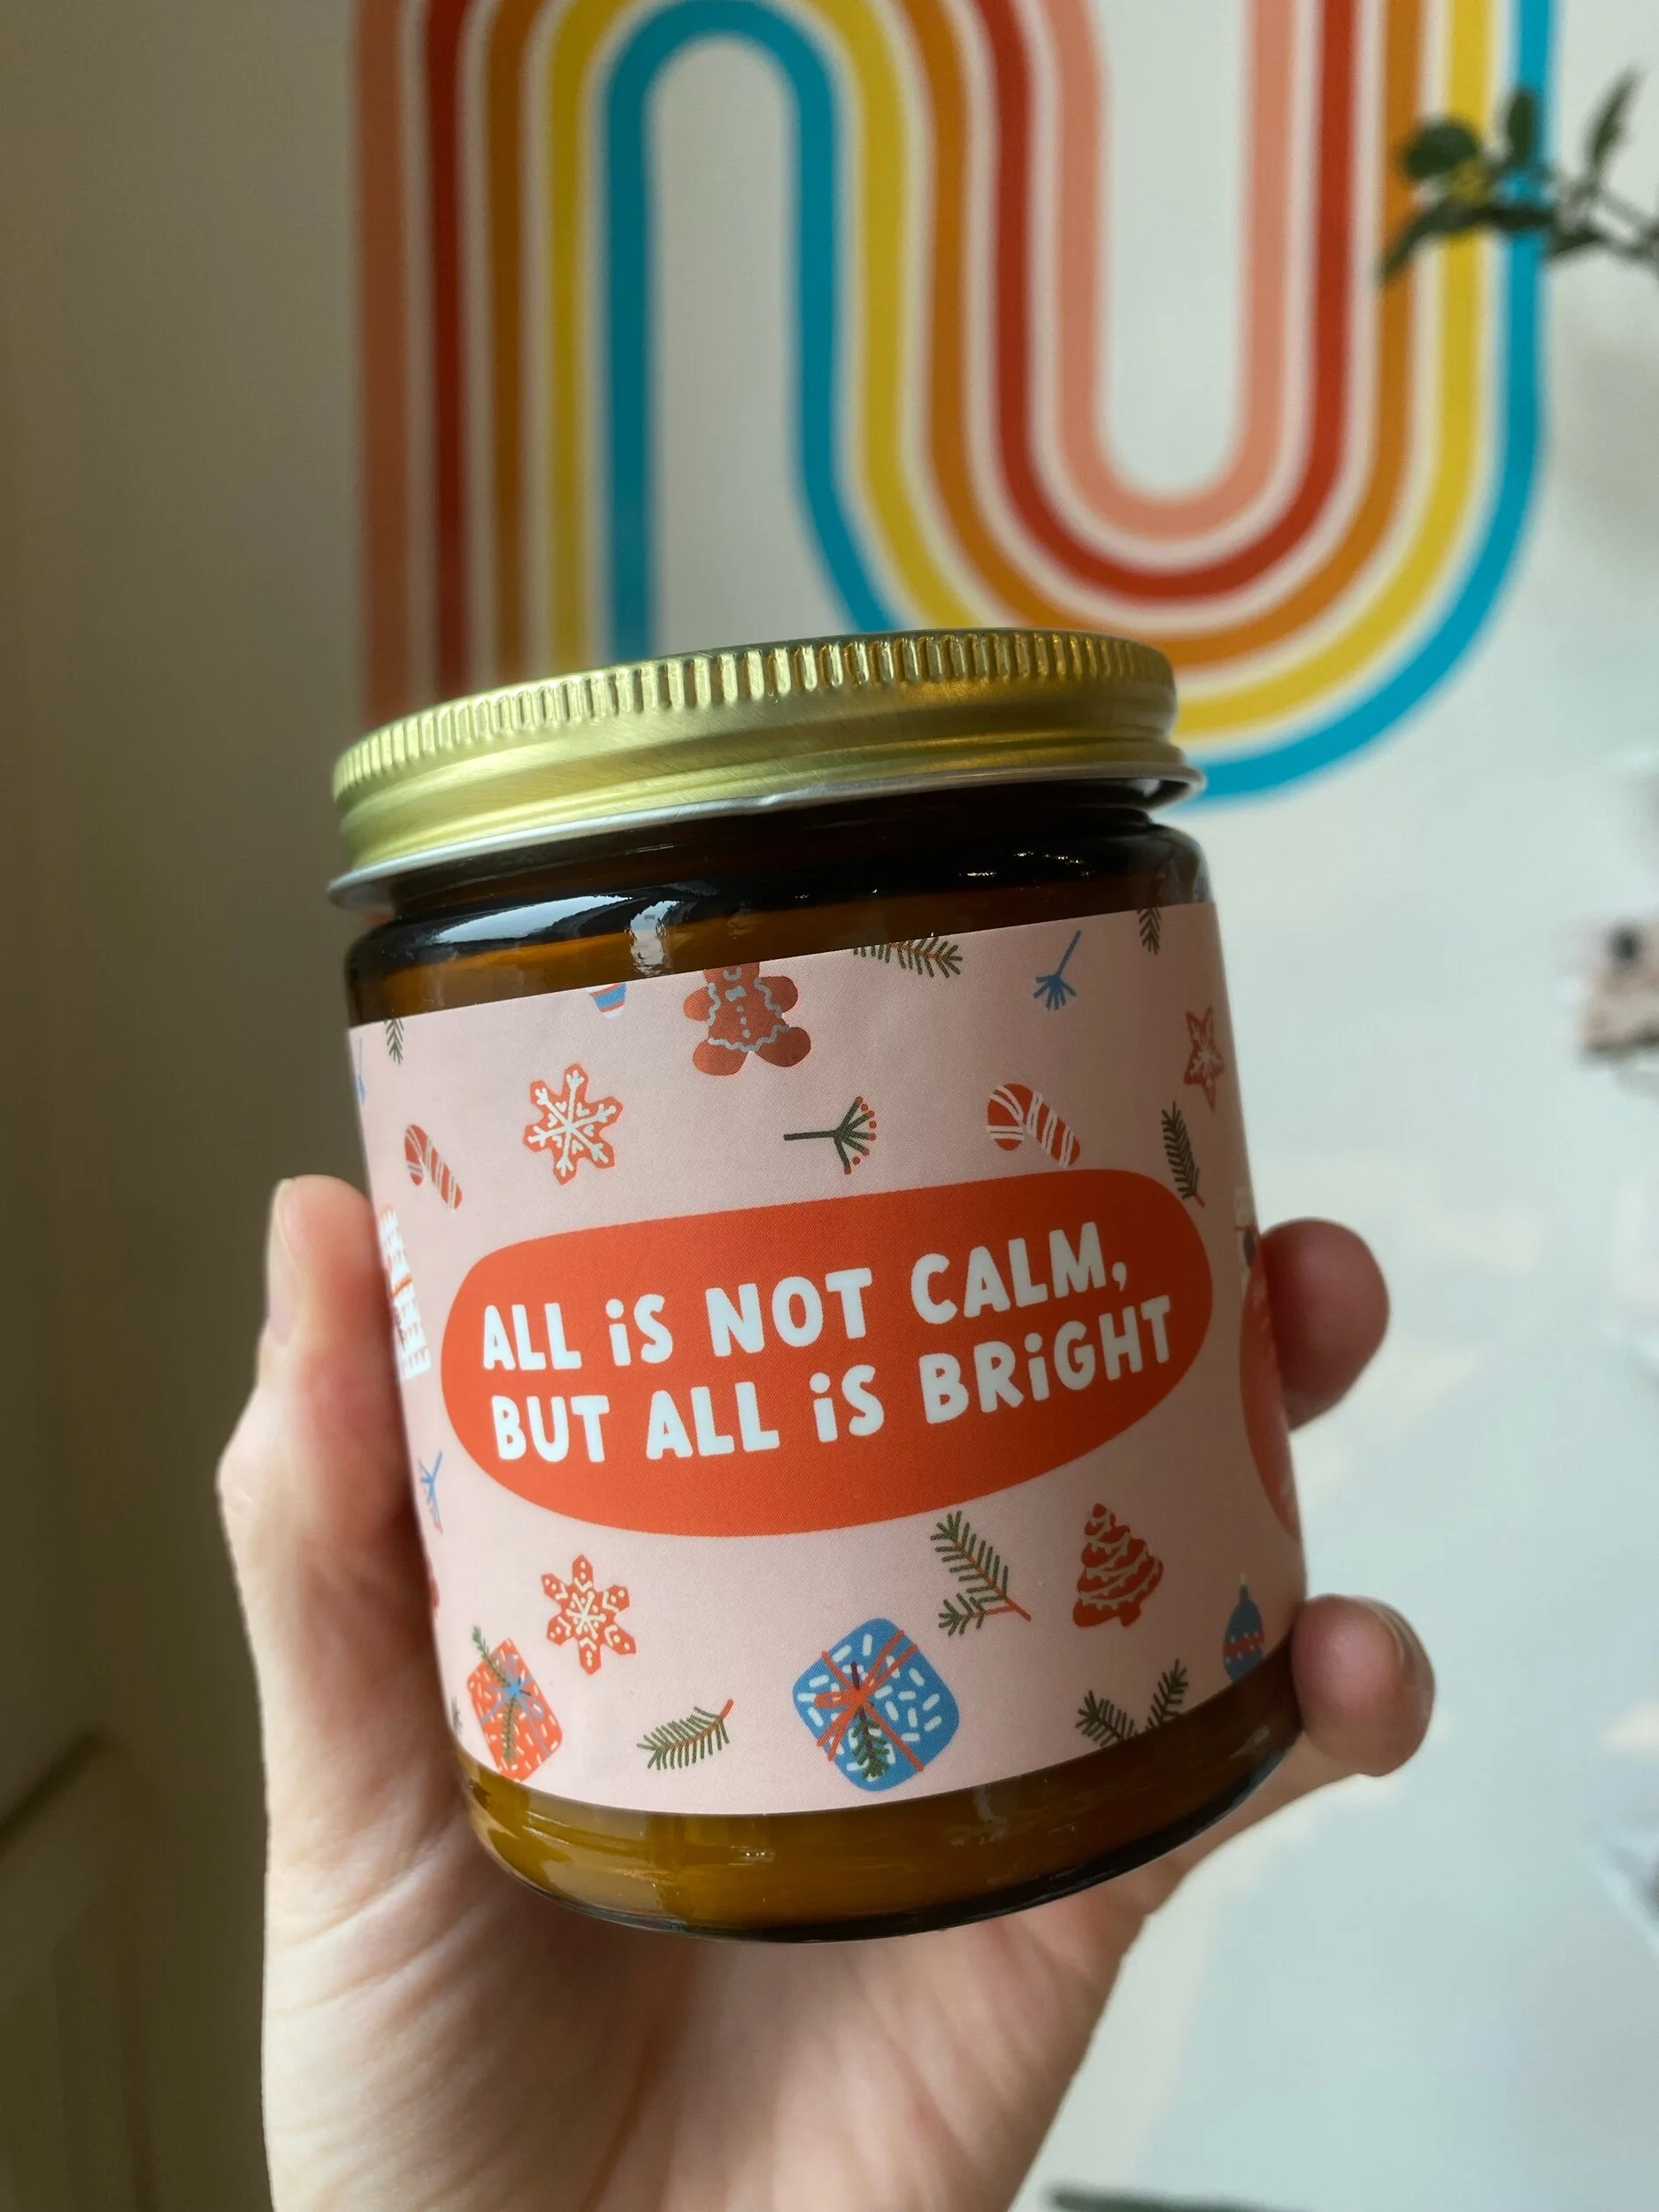 ALL iS NOT CALM,
BUT ALL iS BRiGHT